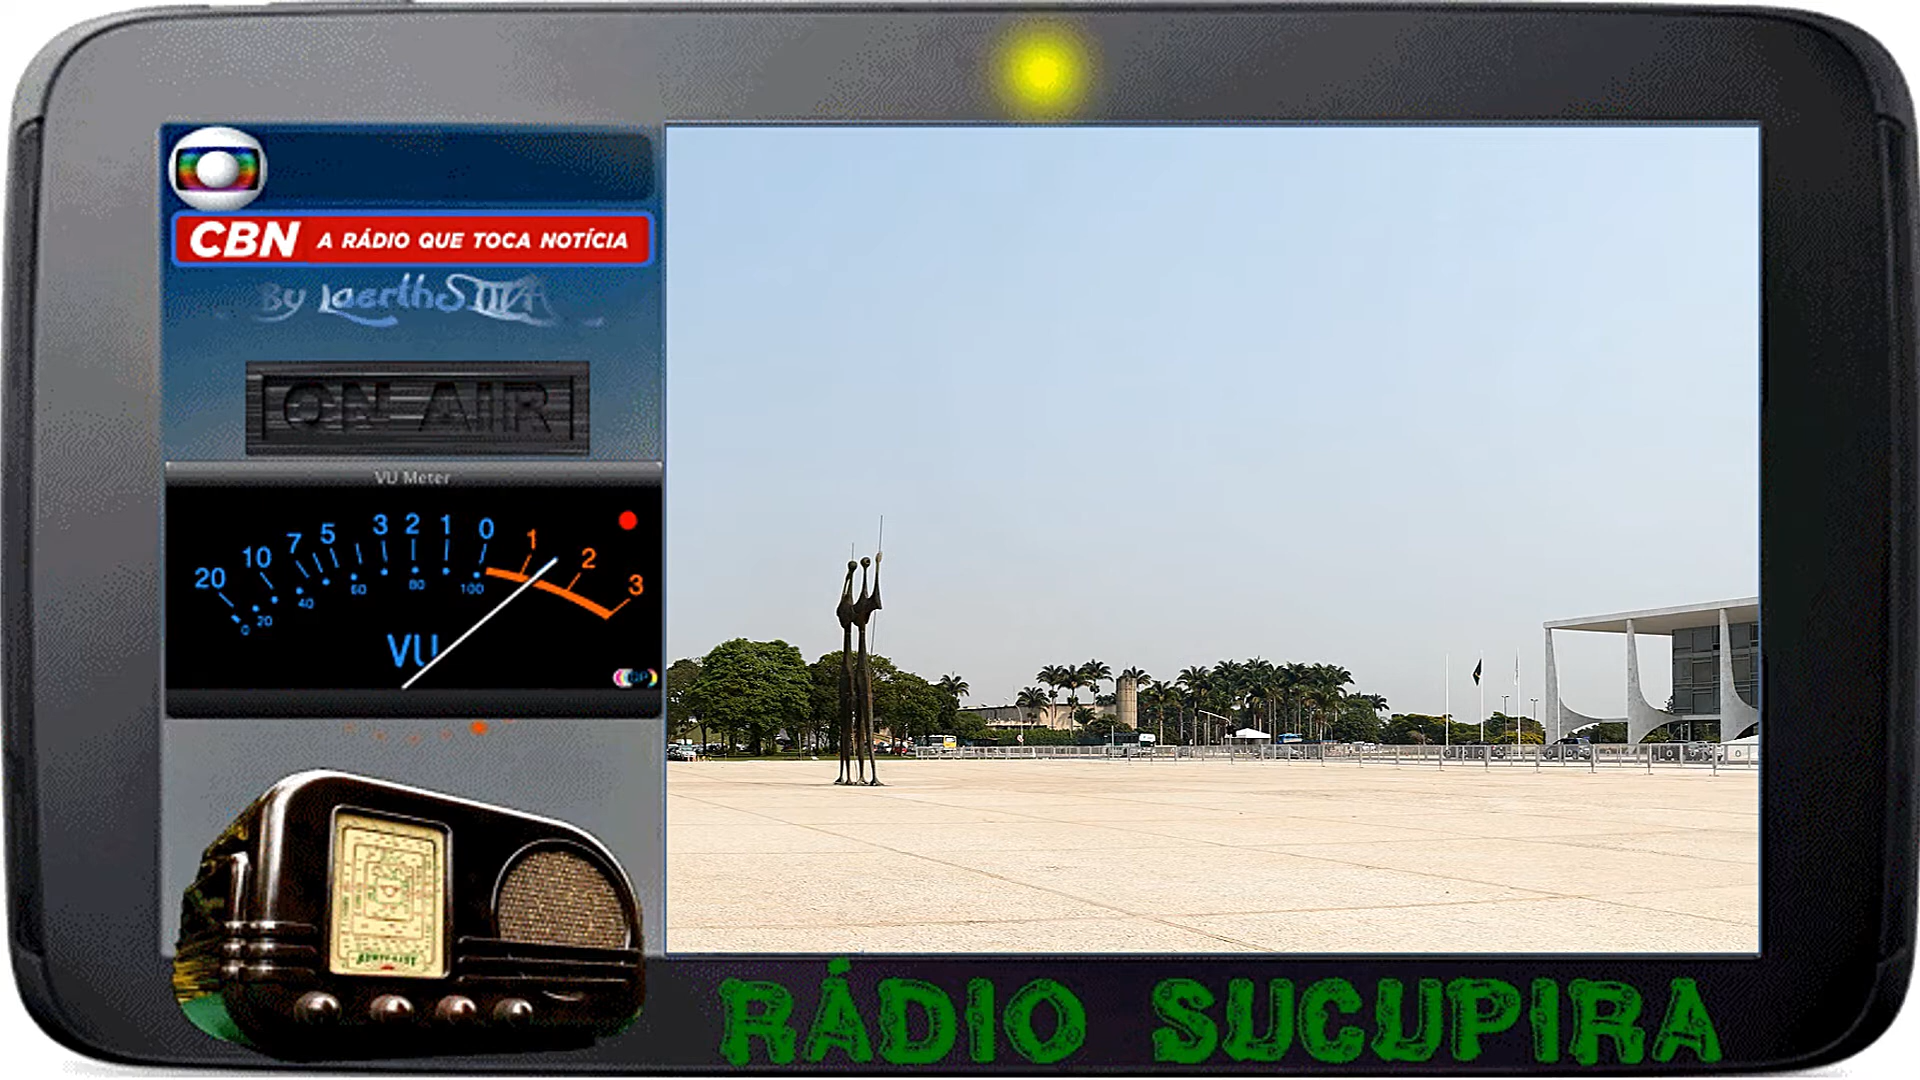 CBN A RÁDIO QUE TOCA NOTÍCIA
By LaerthSILVA
ON AIR
VU Meter
20 10 7 5 3 2 1 0 1 2 3
0 20 40 60 80 100
VU
RÁDIO SUCUPIRA